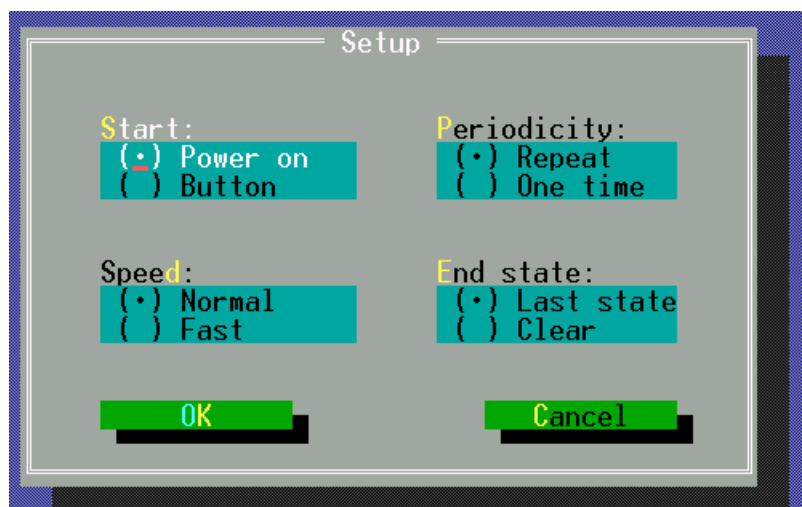 Setup
Start:
(•) Power on
( ) Button
Periodicity:
(•) Repeat
( ) One time
Speed:
(•) Normal
( ) Fast
End state:
(•) Last state
( ) Clear
OK
Cancel